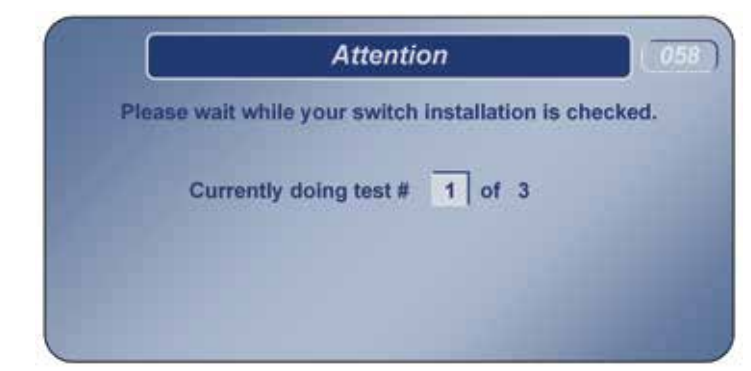 Attention 058
Please wait while your switch installation is checked.
Currently doing test # 1 of 3